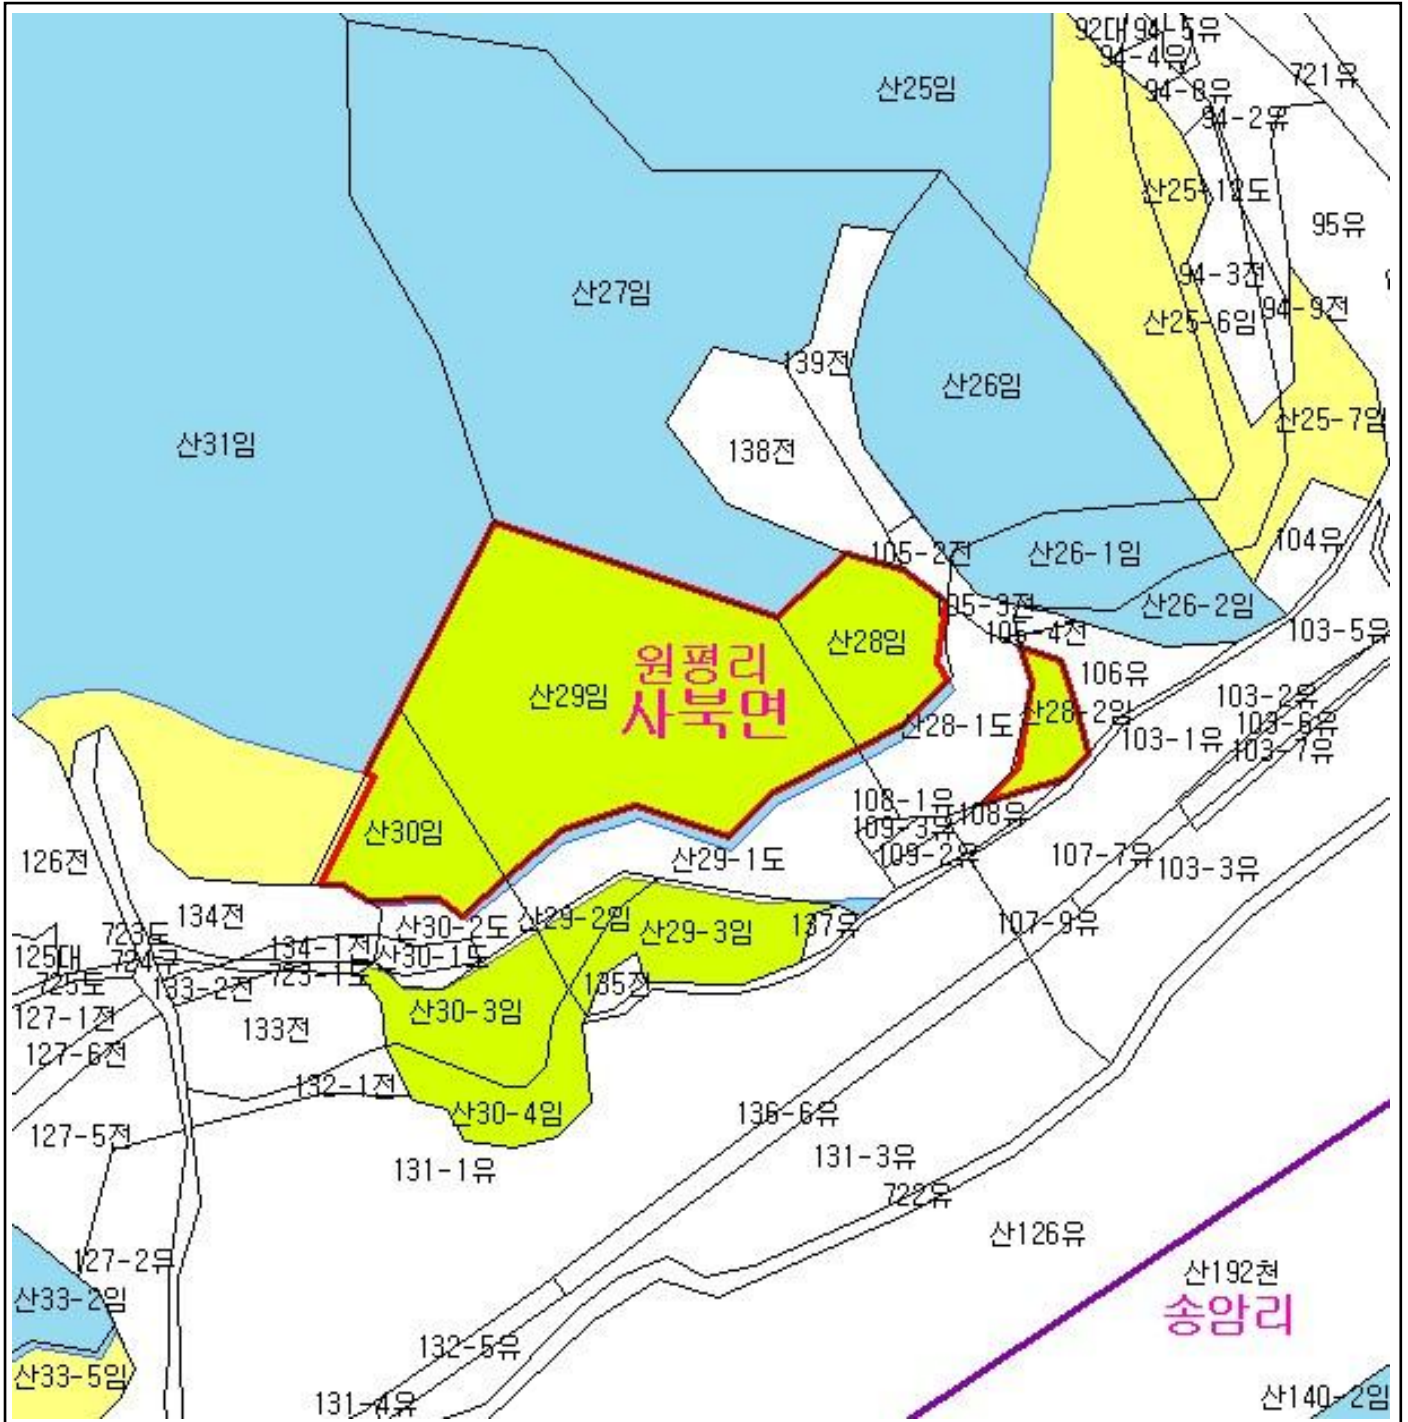 92대 94-5유
94-4유
721유
산25임
94-8유
94-2유
산25-12도
95유
94-3전
산27임
94-9전
산25-6임
139전
산26임
산25-7임
산31임
138전
104유
105-2전
산26-1임
105-3전
산26-2임
105-4전
103-5유
산28임
원평리
106유
산29임
103-2유
사북면
산28-2임
산28-1도
103-6유
103-1유
103-7유
108-1유
108유
109-3유
산30임
109-2유
107-7유
산29-1도
126전
103-3유
134전
산29-2임
137유
107-9유
산30-2도
산29-3임
723도
134-1전
125대
724구
산30-1도
723-1도
725도
133-2전
135전
산30-3임
127-1전
133전
127-6전
132-1전
산30-4임
136-6유
127-5전
131-3유
131-1유
722유
산126유
127-2유
산192천
산33-2임
송암리
132-5유
산33-5임
131-4유
산140-2임